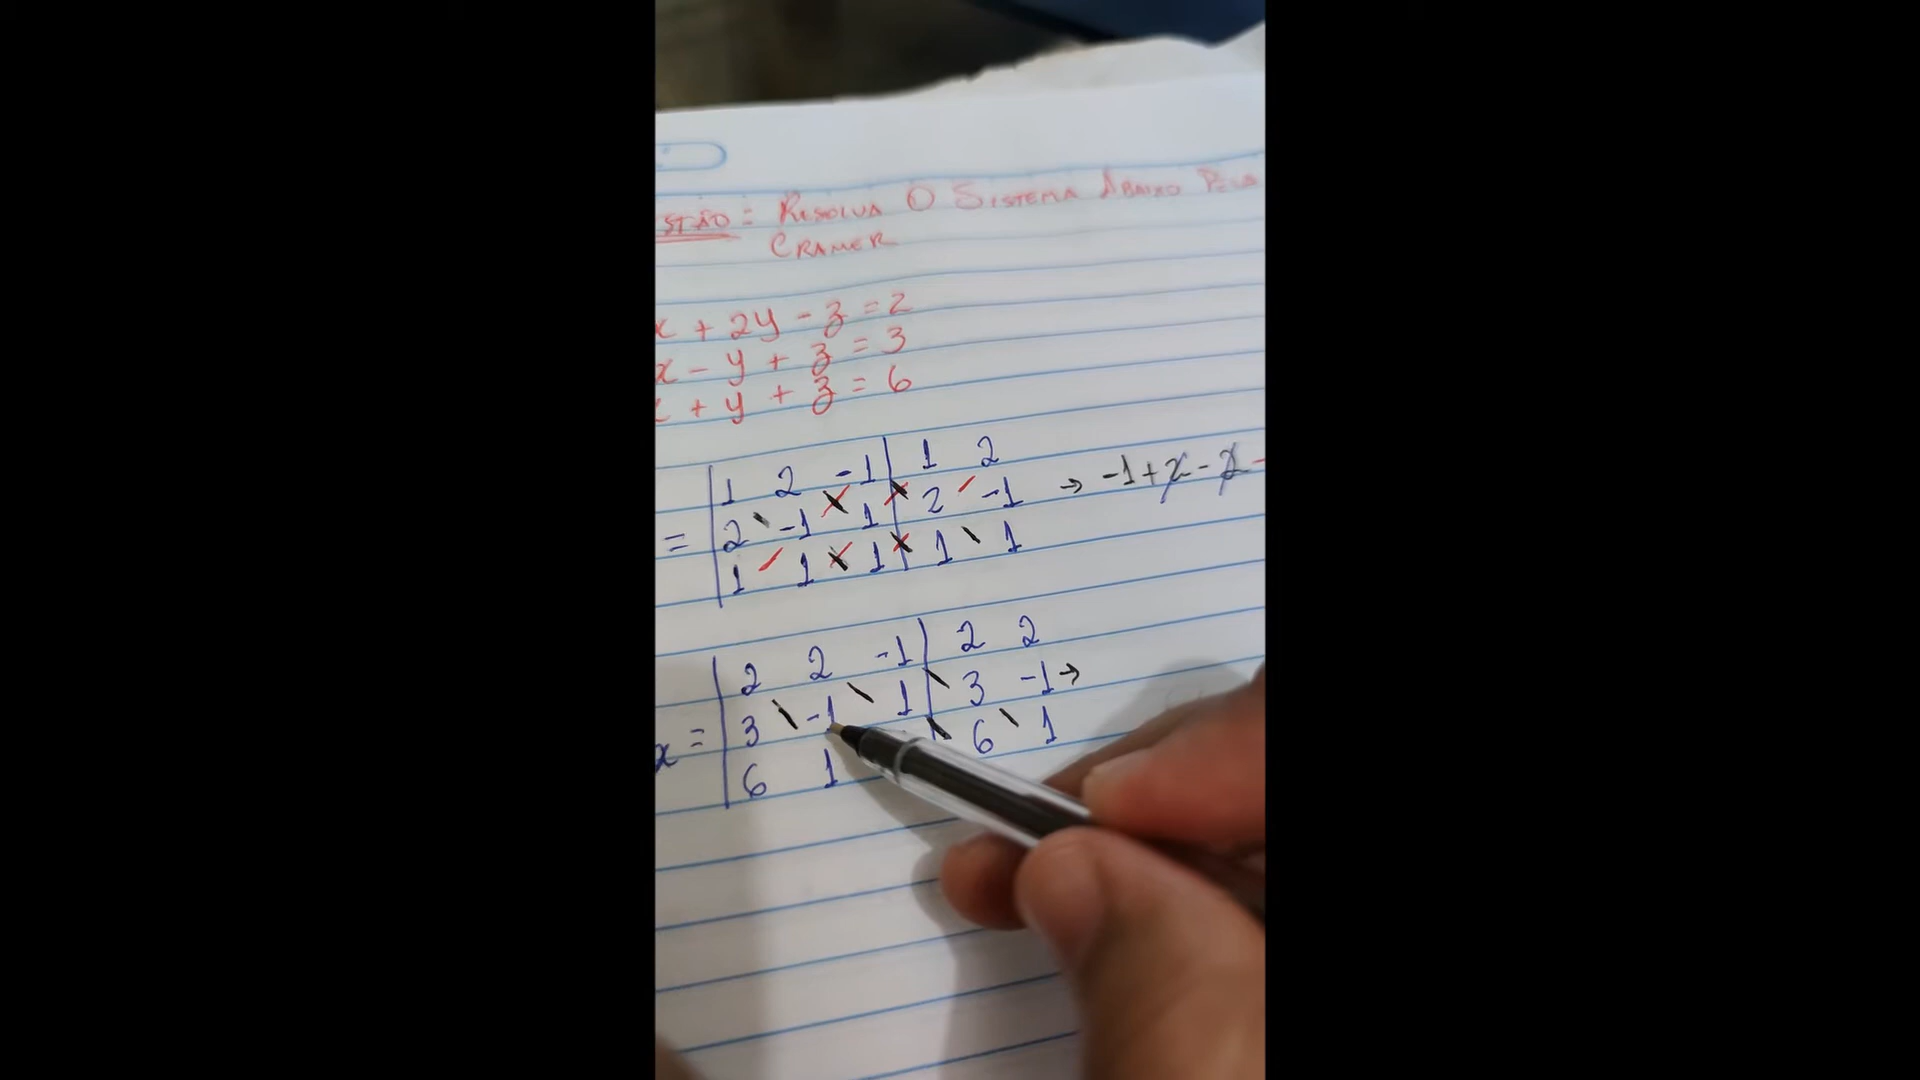 STÃO: RESOLVA O SISTEMA ABAIXO PELA
CRAMER
x + 2y - z = 2
x - y + z = 3
x + y + z = 6
1 2 -1 | 1 2
= 2 -1 1 | 2 -1 → -1 + 2 - 2 -
1 1 1 | 1 1
2 2 -1 | 2 2
x = 3 -1 1 | 3 -1 →
6 1 | 6 1